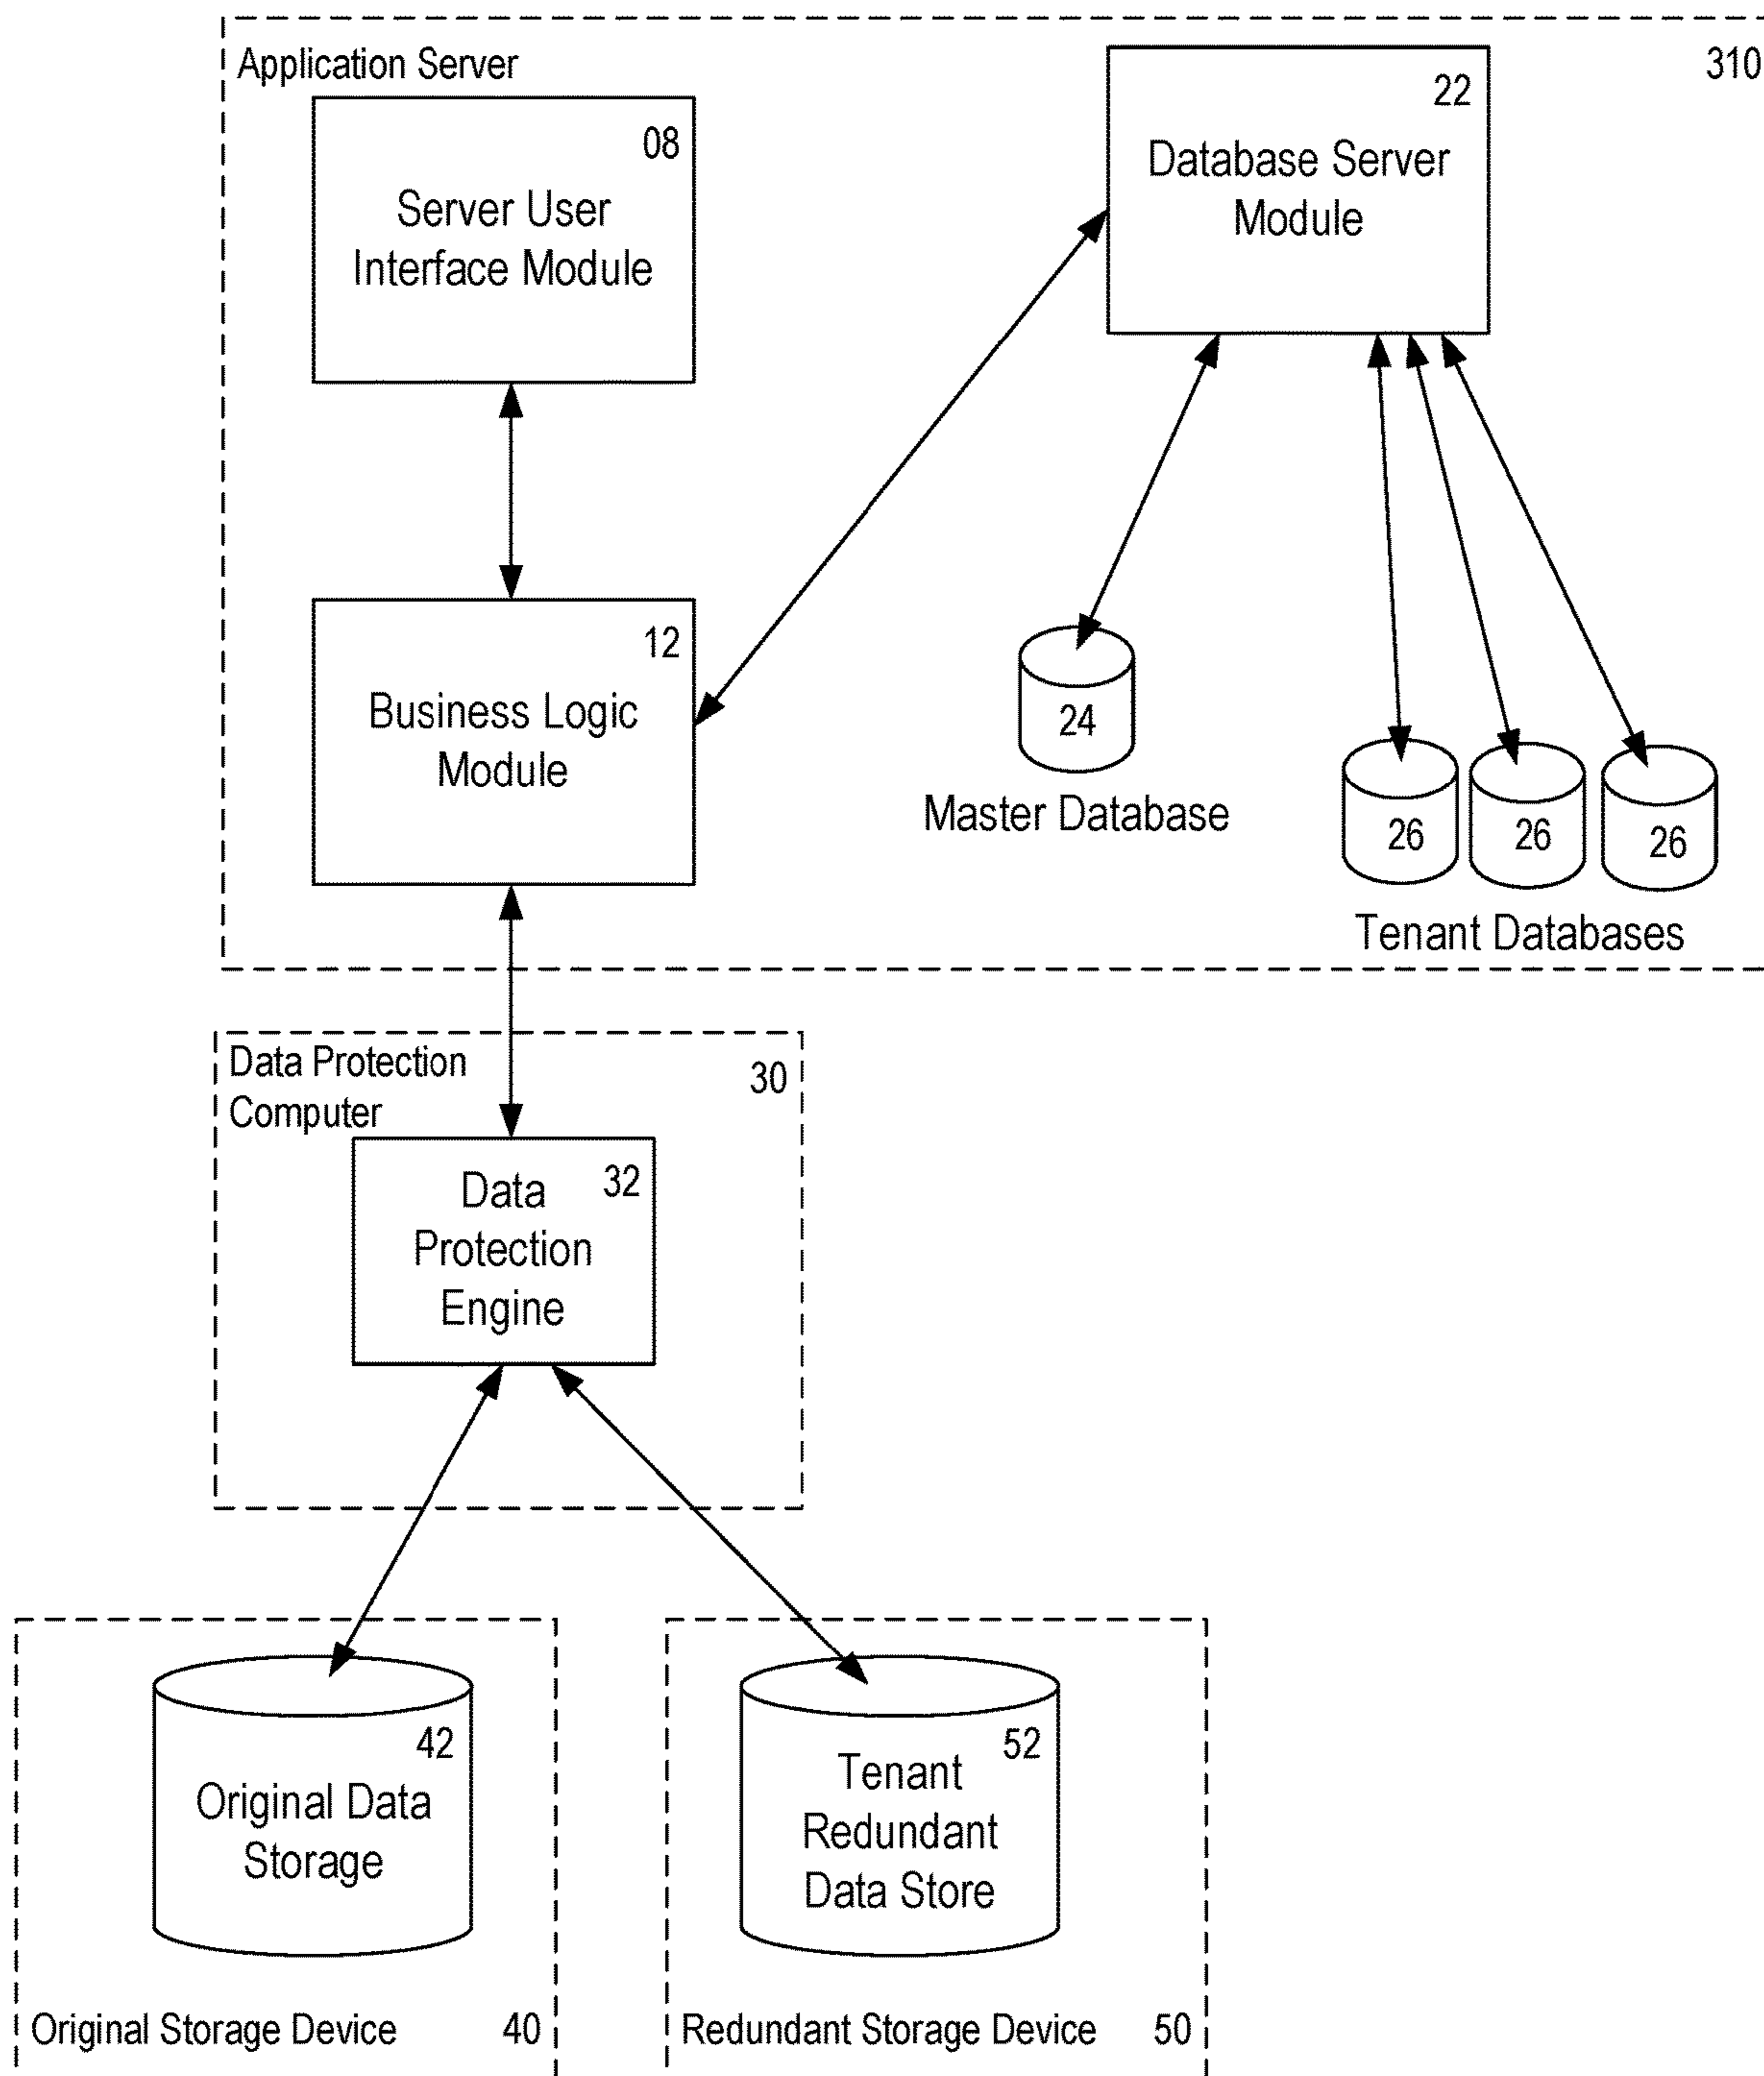 Application Server
310
08
Server User
Interface Module
22
Database Server
Module
12
Business Logic
Module
24
Master Database
26
26
26
Tenant Databases
Data Protection
Computer
30
32
Data
Protection
Engine
42
Original Data
Storage
Original Storage Device
40
52
Tenant
Redundant
Data Store
Redundant Storage Device
50